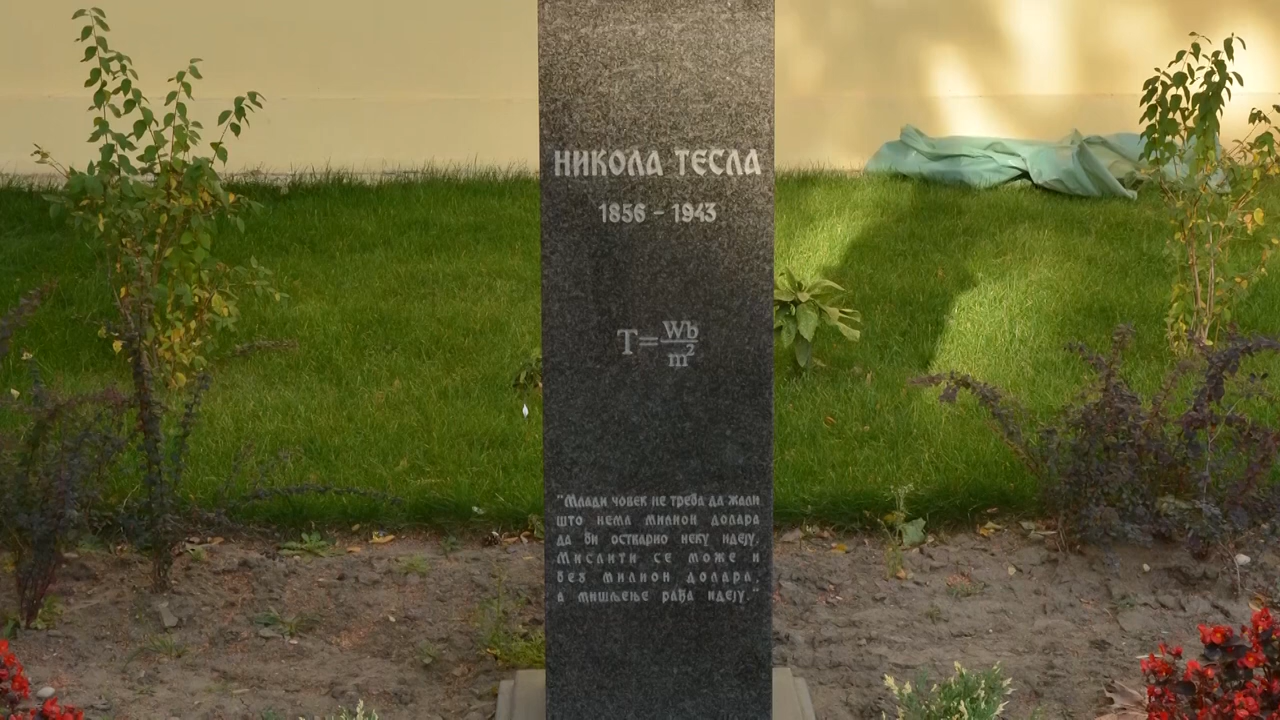 НИКОЛА ТЕСЛА
1856 - 1943
T=Wb/m²
"Млади човек не треба да жали
што нема милион долара
да би остварио неку идеју.
Мислити се може и
без милион долара,
а мишљење рађа идеју."